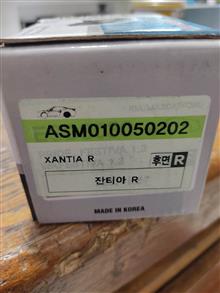 ASM010050202
XANTIA R
후면 R
잔티아 R
MADE IN KOREA